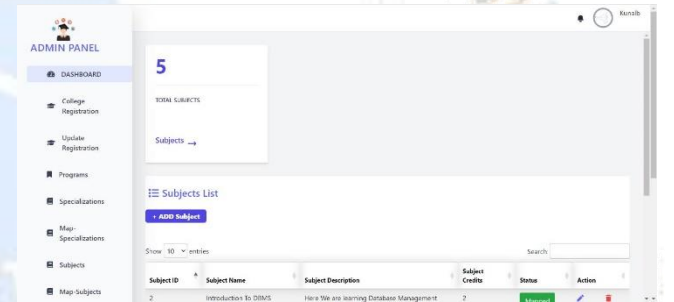 Kunalb
ADMIN PANEL
DASHBOARD
College
Registration
Update
Registration
Programs
Specializations
Map-
Specializations
Subjects
Map-Subjects
5
TOTAL SUBJECTS
Subjects →
Subjects List
+ ADD Subject
Show 10 entries
Search
Subject ID Subject Name Subject Description Subject Credits Status Action
2 Introduction To DBMS Here We are learning Database Management 2 Mapped